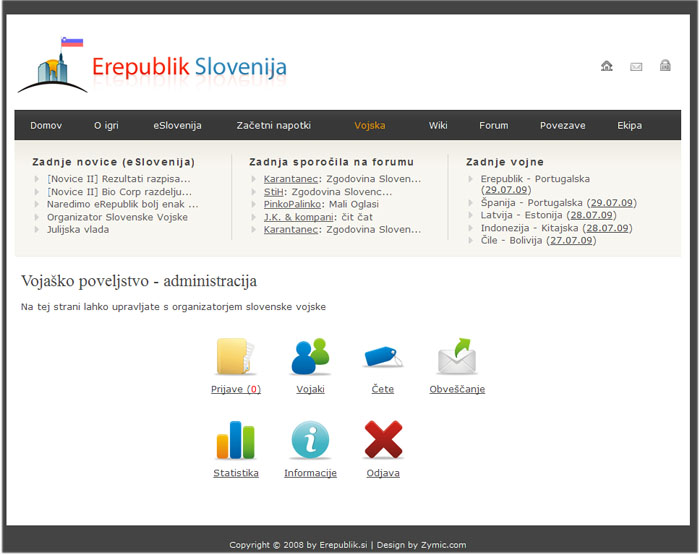 Erepublik Slovenija
Domov O igri eSlovenija Začetni napotki Vojska Wiki Forum Povezave Ekipa
Zadnje novice (eSlovenija)
[Novice II] Rezultati razpisa...
[Novice II] Bio Corp razdelju...
Naredimo eRepublik bolj enak ...
Organizator Slovenske Vojske
Julijska vlada
Zadnja sporočila na forumu
Karantanec: Zgodovina Sloven...
StiH: Zgodovina Slovenc...
PinkoPalinko: Mali Oglasi
J.K. & kompani: čit čat
Karantanec: Zgodovina Sloven...
Zadnje vojne
Erepublik - Portugalska
(29.07.09)
Španija - Portugalska (29.07.09)
Latvija - Estonija (28.07.09)
Indonezija - Kitajska (28.07.09)
Čile - Bolivija (27.07.09)
Vojaško poveljstvo - administracija
Na tej strani lahko upravljate s organizatorjem slovenske vojske
Prijave (0) Vojaki Čete Obveščanje
Statistika Informacije Odjava
Copyright © 2008 by Erepublik.si | Design by Zymic.com